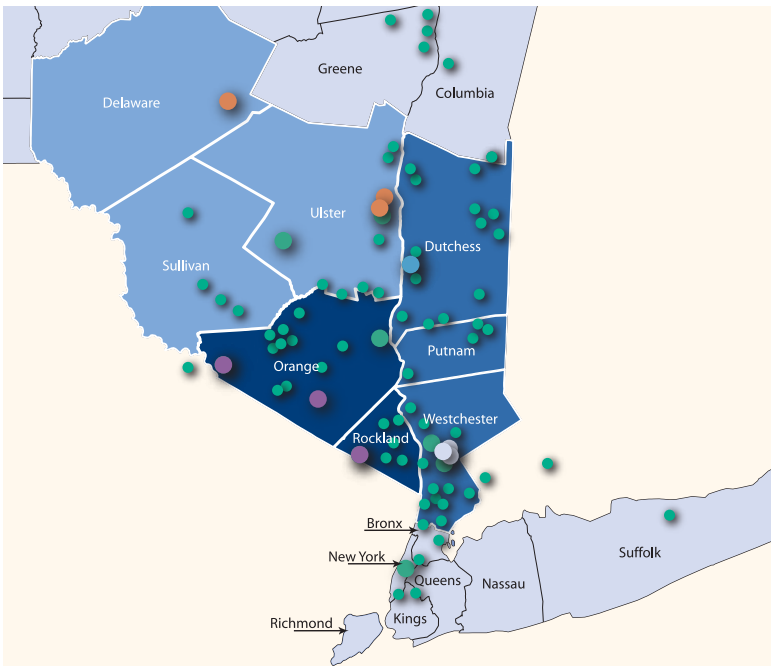 Greene
Columbia
Delaware
Ulster
Dutchess
Sullivan
Putnam
Orange
Westchester
Rockland
Bronx
New York
Queens
Nassau
Suffolk
Kings
Richmond